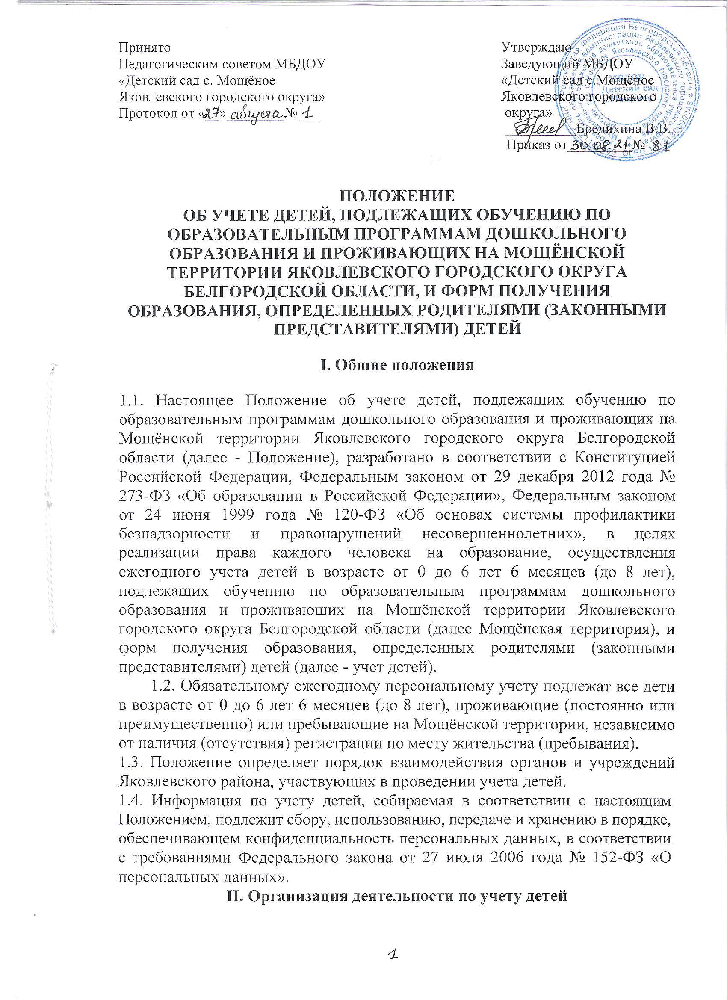 Принято
Педагогическим советом МБДОУ
«Детский сад с. Мощёное
Яковлевского городского округа»
Протокол от «27» августа № 1
Утверждаю
Заведующий МБДОУ
«Детский сад с.Мощёное
Яковлевского городского
округа»
Бредихина В.В.
Приказ от 30.08.21 № 81
МБДОУ
"Детский сад
с.Мощёное"
ПОЛОЖЕНИЕ
ОБ УЧЕТЕ ДЕТЕЙ, ПОДЛЕЖАЩИХ ОБУЧЕНИЮ ПО
ОБРАЗОВАТЕЛЬНЫМ ПРОГРАММАМ ДОШКОЛЬНОГО
ОБРАЗОВАНИЯ И ПРОЖИВАЮЩИХ НА МОЩЁНСКОЙ
ТЕРРИТОРИИ ЯКОВЛЕВСКОГО ГОРОДСКОГО ОКРУГА
БЕЛГОРОДСКОЙ ОБЛАСТИ, И ФОРМ ПОЛУЧЕНИЯ
ОБРАЗОВАНИЯ, ОПРЕДЕЛЕННЫХ РОДИТЕЛЯМИ (ЗАКОННЫМИ
ПРЕДСТАВИТЕЛЯМИ) ДЕТЕЙ
I. Общие положения
1.1. Настоящее Положение об учете детей, подлежащих обучению по
образовательным программам дошкольного образования и проживающих на
Мощёнской территории Яковлевского городского округа Белгородской
области (далее - Положение), разработано в соответствии с Конституцией
Российской Федерации, Федеральным законом от 29 декабря 2012 года №
273-ФЗ «Об образовании в Российской Федерации», Федеральным законом
от 24 июня 1999 года № 120-ФЗ «Об основах системы профилактики
безнадзорности и правонарушений несовершеннолетних», в целях
реализации права каждого человека на образование, осуществления
ежегодного учета детей в возрасте от 0 до 6 лет 6 месяцев (до 8 лет),
подлежащих обучению по образовательным программам дошкольного
образования и проживающих на Мощёнской территории Яковлевского
городского округа Белгородской области (далее Мощёнская территория), и
форм получения образования, определенных родителями (законными
представителями) детей (далее - учет детей).
1.2. Обязательному ежегодному персональному учету подлежат все дети
в возрасте от 0 до 6 лет 6 месяцев (до 8 лет), проживающие (постоянно или
преимущественно) или пребывающие на Мощёнской территории, независимо
от наличия (отсутствия) регистрации по месту жительства (пребывания).
1.3. Положение определяет порядок взаимодействия органов и учреждений
Яковлевского района, участвующих в проведении учета детей.
1.4. Информация по учету детей, собираемая в соответствии с настоящим
Положением, подлежит сбору, использованию, передаче и хранению в порядке,
обеспечивающем конфиденциальность персональных данных, в соответствии
с требованиями Федерального закона от 27 июля 2006 года № 152-ФЗ «О
персональных данных».
II. Организация деятельности по учету детей
1